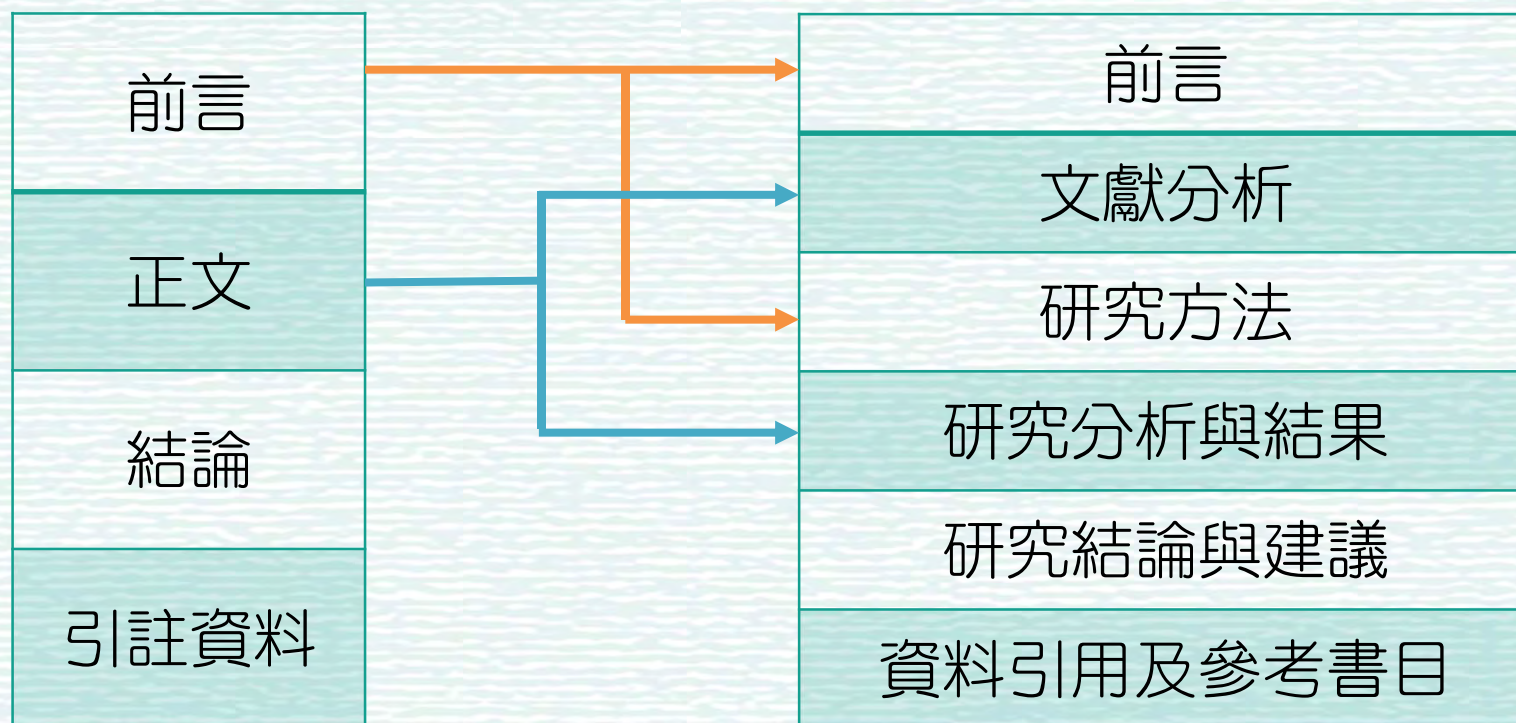 前言
正文
結論
引註資料
前言
文獻分析
研究方法
研究分析與結果
研究結論與建議
資料引用及參考書目